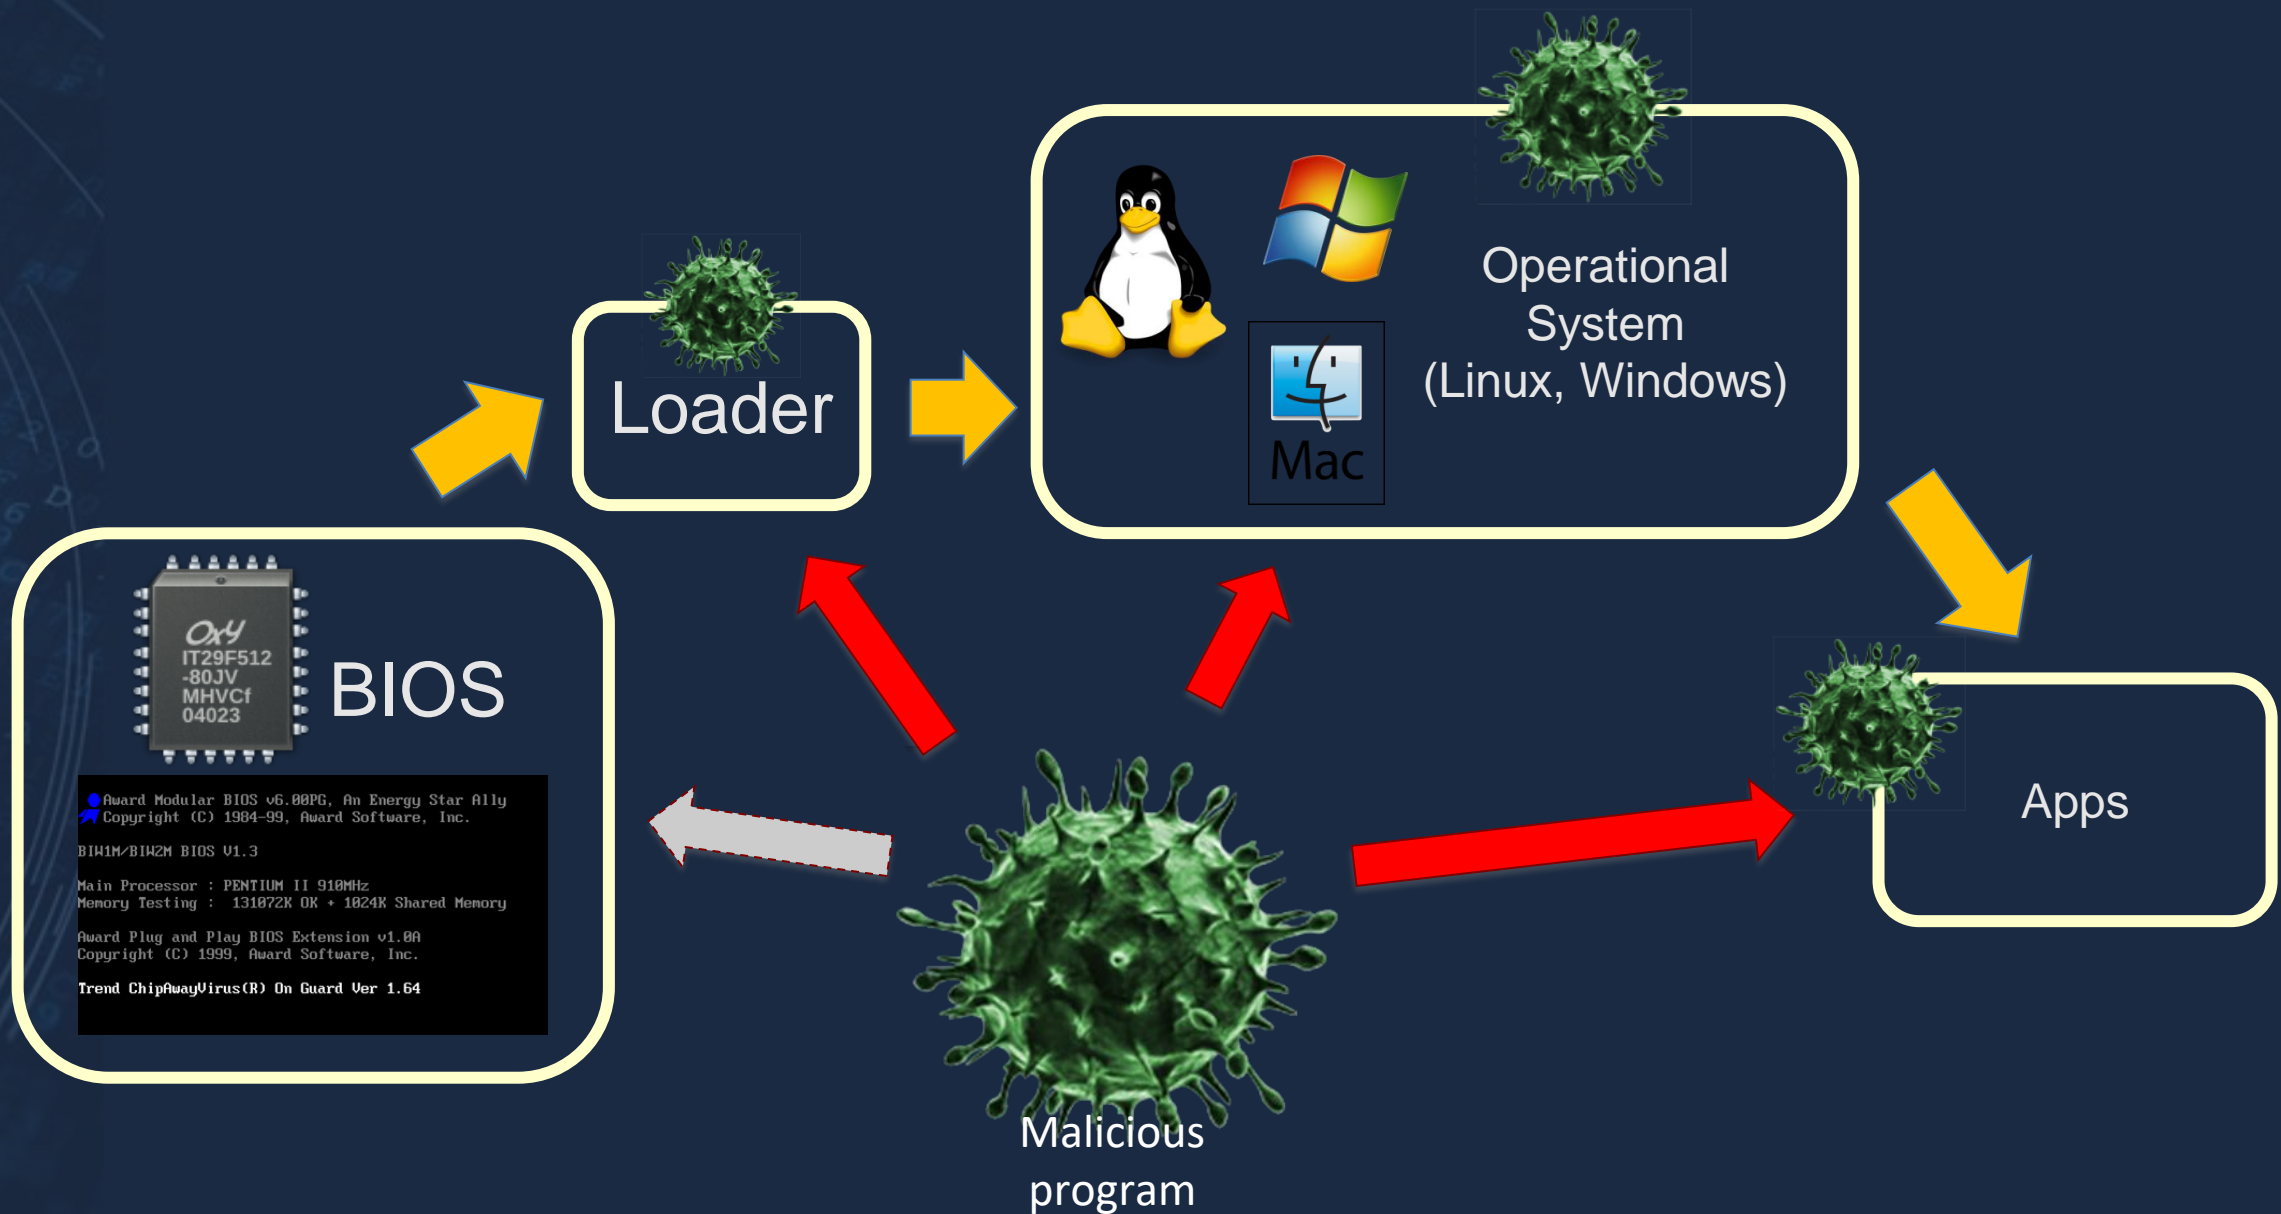 Operational
System
(Linux, Windows)
Mac
Loader
Oxy
IT29F512
-80JV
MHVCf
04023
BIOS
Award Modular BIOS v6.00PG, An Energy Star Ally
Copyright (C) 1984-99, Award Software, Inc.
BIW1M/BIW2M BIOS V1.3
Main Processor : PENTIUM II 910MHz
Memory Testing : 131072K OK + 1024K Shared Memory
Award Plug and Play BIOS Extension v1.0A
Copyright (C) 1999, Award Software, Inc.
Trend ChipAwayVirus(R) On Guard Ver 1.64
Apps
Malicious
program